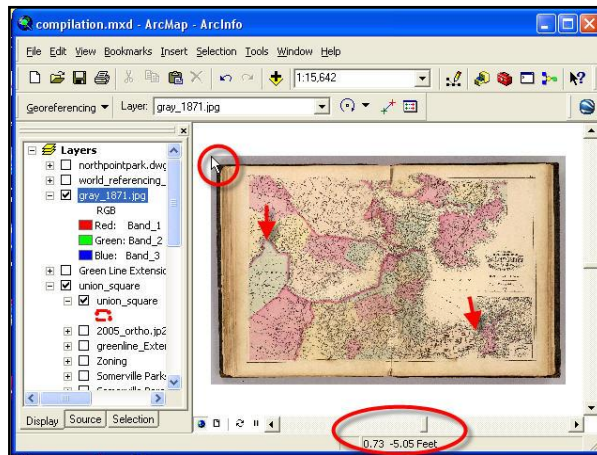 compilation.mxd - ArcMap - ArcInfo
File Edit View Bookmarks Insert Selection Tools Window Help
1:15,642
Georeferencing Layer: gray_1871.jpg
Layers
northpointpark.dwg
world_referencing_
gray_1871.jpg
RGB
Red: Band_1
Green: Band_2
Blue: Band_3
Green Line Extensic
union_square
union_square
2005_ortho.jp2
greenline_Exter
Zoning
Somerville Park:
Display Source Selection
0.73 -5.05 Feet